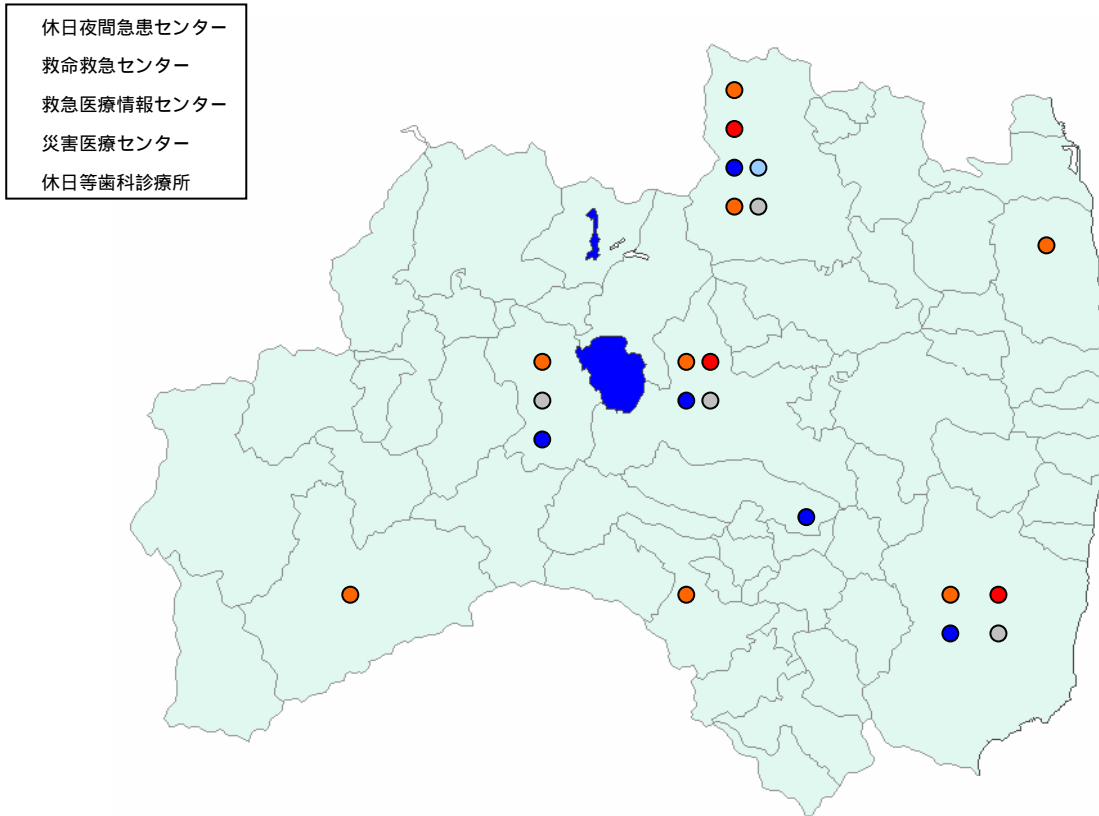 休日夜間急患センター
救命救急センター
救急医療情報センター
災害医療センター
休日等歯科診療所